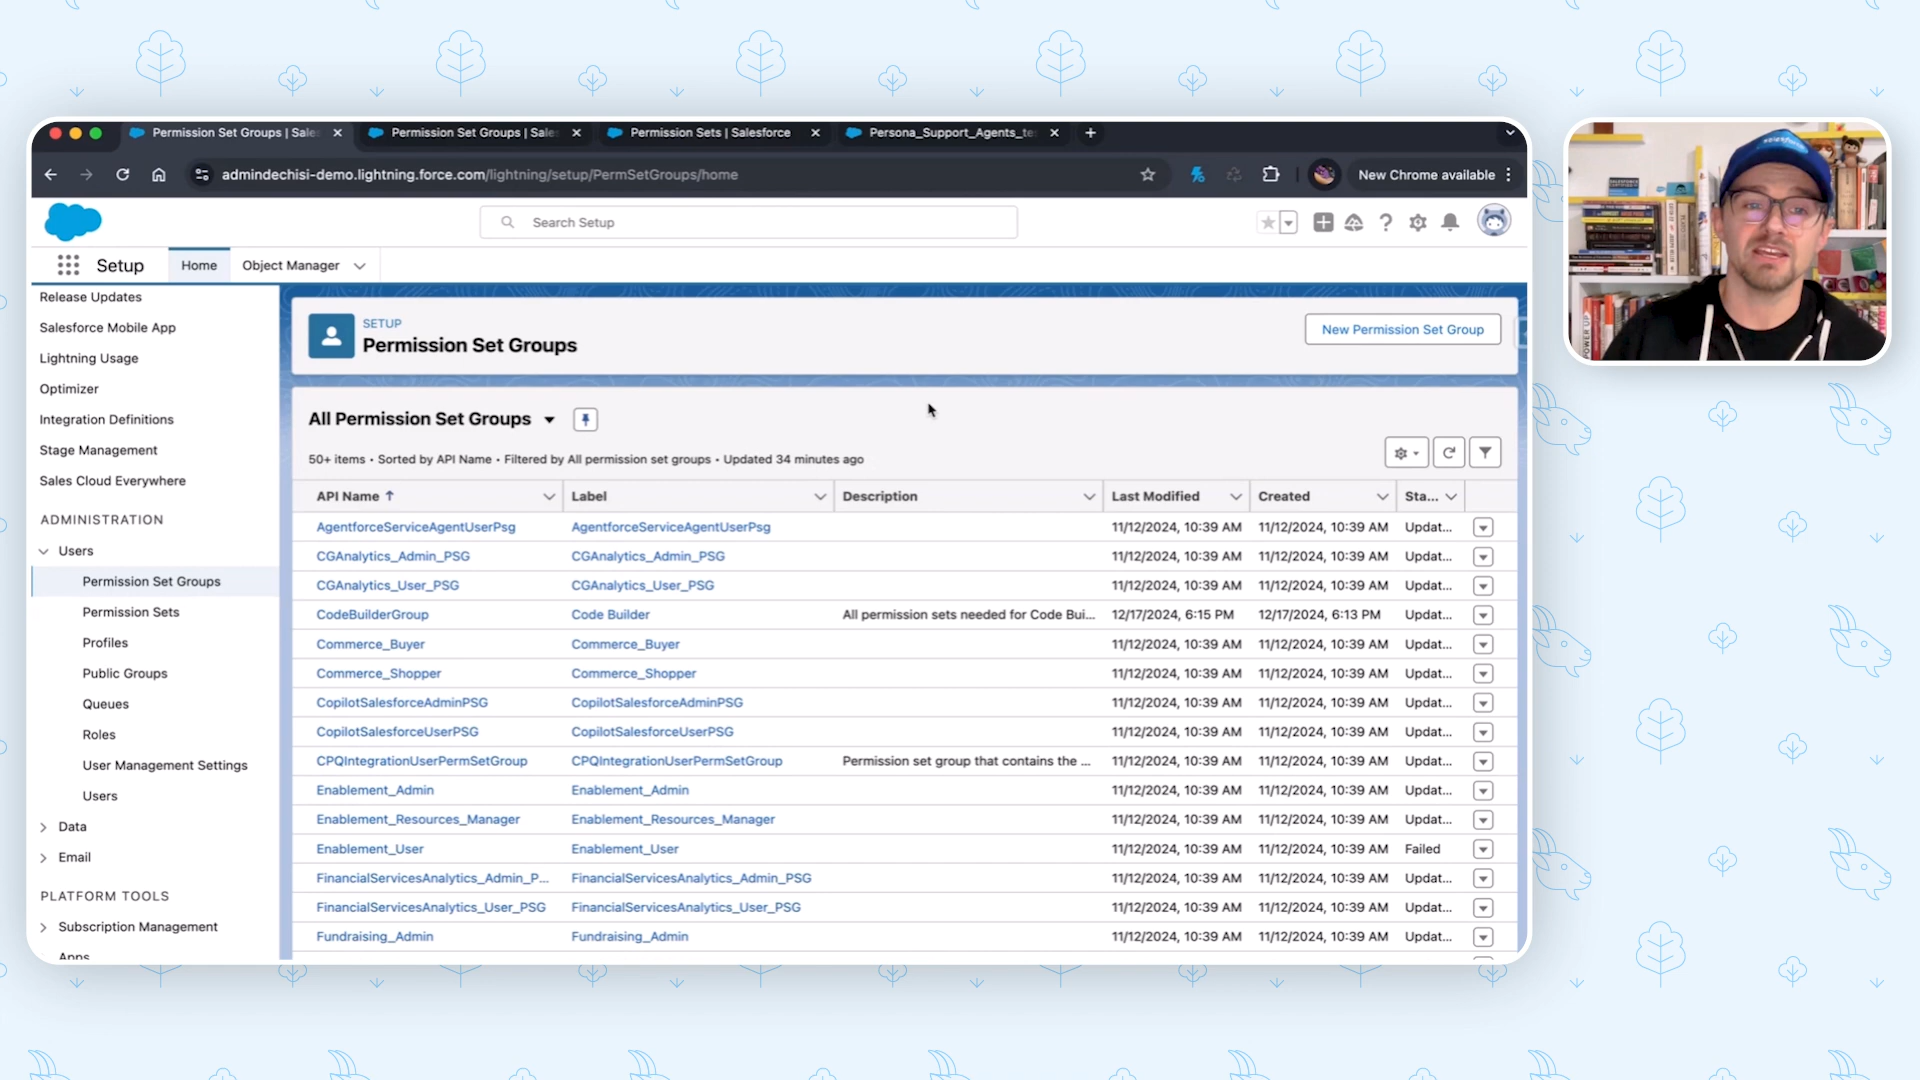 Permission Set Groups | Sale
Permission Set Groups | Sale
Permission Sets | Salesforce
Persona_Support_Agents_te
admindechisi-demo.lightning.force.com/lightning/setup/PermSetGroups/home
New Chrome available
Search Setup
Setup
Home
Object Manager
Release Updates
Salesforce Mobile App
Lightning Usage
Optimizer
Integration Definitions
Stage Management
Sales Cloud Everywhere
ADMINISTRATION
Users
Permission Set Groups
Permission Sets
Profiles
Public Groups
Queues
Roles
User Management Settings
Users
Data
Email
PLATFORM TOOLS
Subscription Management
Apps
SETUP
Permission Set Groups
New Permission Set Group
All Permission Set Groups
50+ items • Sorted by API Name • Filtered by All permission set groups • Updated 34 minutes ago
API Name Label Description Last Modified Created Sta...
AgentforceServiceAgentUserPsg AgentforceServiceAgentUserPsg 11/12/2024, 10:39 AM 11/12/2024, 10:39 AM Updat...
CGAnalytics_Admin_PSG CGAnalytics_Admin_PSG 11/12/2024, 10:39 AM 11/12/2024, 10:39 AM Updat...
CGAnalytics_User_PSG CGAnalytics_User_PSG 11/12/2024, 10:39 AM 11/12/2024, 10:39 AM Updat...
CodeBuilderGroup Code Builder All permission sets needed for Code Bui... 12/17/2024, 6:15 PM 12/17/2024, 6:13 PM Updat...
Commerce_Buyer Commerce_Buyer 11/12/2024, 10:39 AM 11/12/2024, 10:39 AM Updat...
Commerce_Shopper Commerce_Shopper 11/12/2024, 10:39 AM 11/12/2024, 10:39 AM Updat...
CopilotSalesforceAdminPSG CopilotSalesforceAdminPSG 11/12/2024, 10:39 AM 11/12/2024, 10:39 AM Updat...
CopilotSalesforceUserPSG CopilotSalesforceUserPSG 11/12/2024, 10:39 AM 11/12/2024, 10:39 AM Updat...
CPQIntegrationUserPermSetGroup CPQIntegrationUserPermSetGroup Permission set group that contains the ... 11/12/2024, 10:39 AM 11/12/2024, 10:39 AM Updat...
Enablement_Admin Enablement_Admin 11/12/2024, 10:39 AM 11/12/2024, 10:39 AM Updat...
Enablement_Resources_Manager Enablement_Resources_Manager 11/12/2024, 10:39 AM 11/12/2024, 10:39 AM Updat...
Enablement_User Enablement_User 11/12/2024, 10:39 AM 11/12/2024, 10:39 AM Failed
FinancialServicesAnalytics_Admin_P... FinancialServicesAnalytics_Admin_PSG 11/12/2024, 10:39 AM 11/12/2024, 10:39 AM Updat...
FinancialServicesAnalytics_User_PSG FinancialServicesAnalytics_User_PSG 11/12/2024, 10:39 AM 11/12/2024, 10:39 AM Updat...
Fundraising_Admin Fundraising_Admin 11/12/2024, 10:39 AM 11/12/2024, 10:39 AM Updat...
salesforce
POWER UP